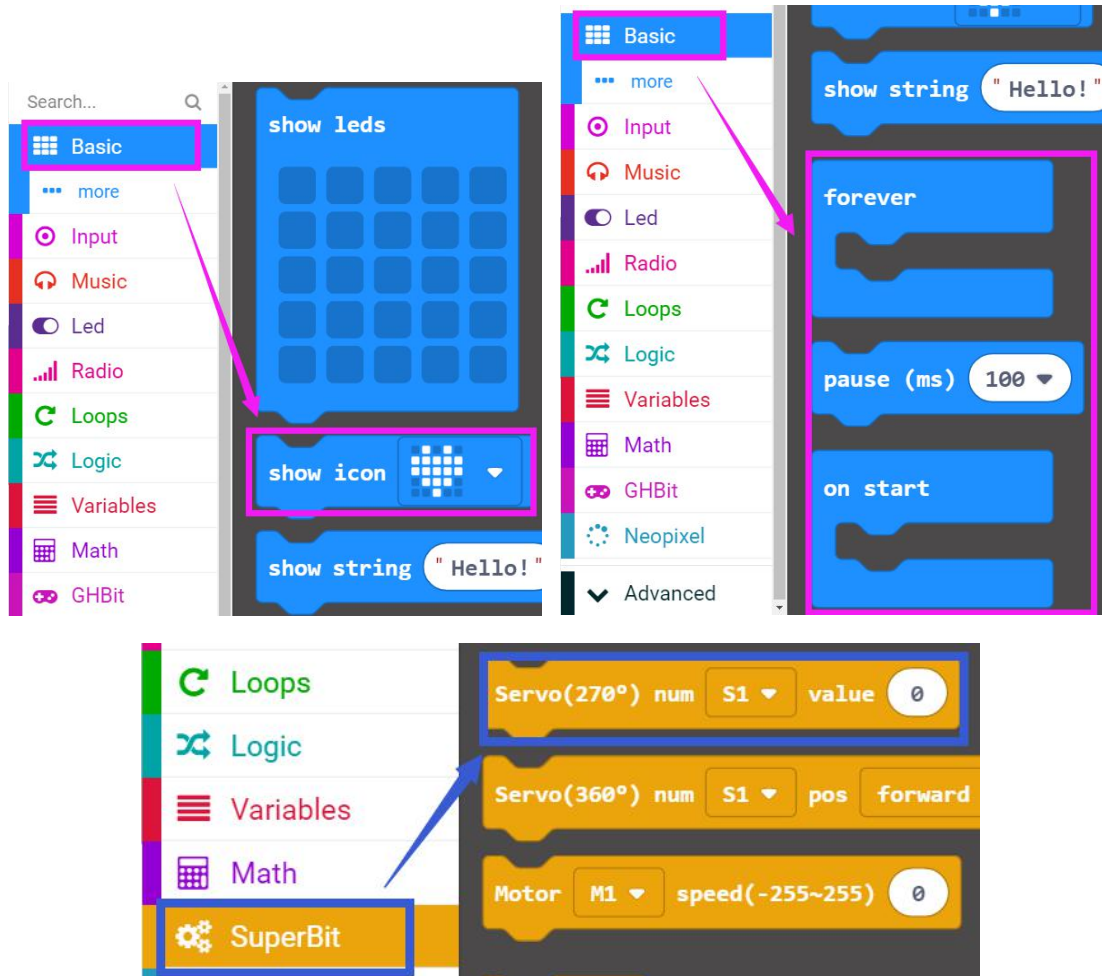 Search...
Basic
more
Input
Music
Led
Radio
Loops
Logic
Variables
Math
GHBit
show leds
show icon
show string "Hello!"
Basic
more
Input
Music
Led
Radio
Loops
Logic
Variables
Math
GHBit
Neopixel
Advanced
show string "Hello!"
forever
pause (ms) 100
on start
Loops
Logic
Variables
Math
SuperBit
Servo(270°) num S1 value 0
Servo(360°) num S1 pos forward
Motor M1 speed(-255~255) 0